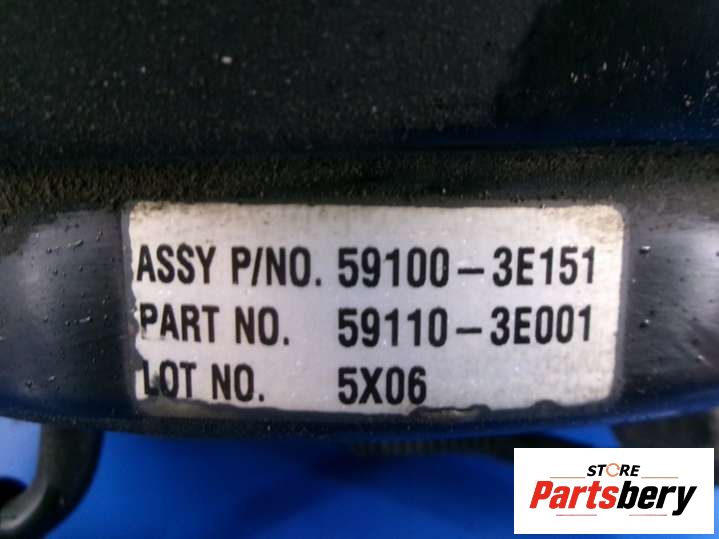 ASSY P/NO. 59100-3E151
PART NO. 59110-3E001
LOT NO. 5X06
STORE
Partsbery